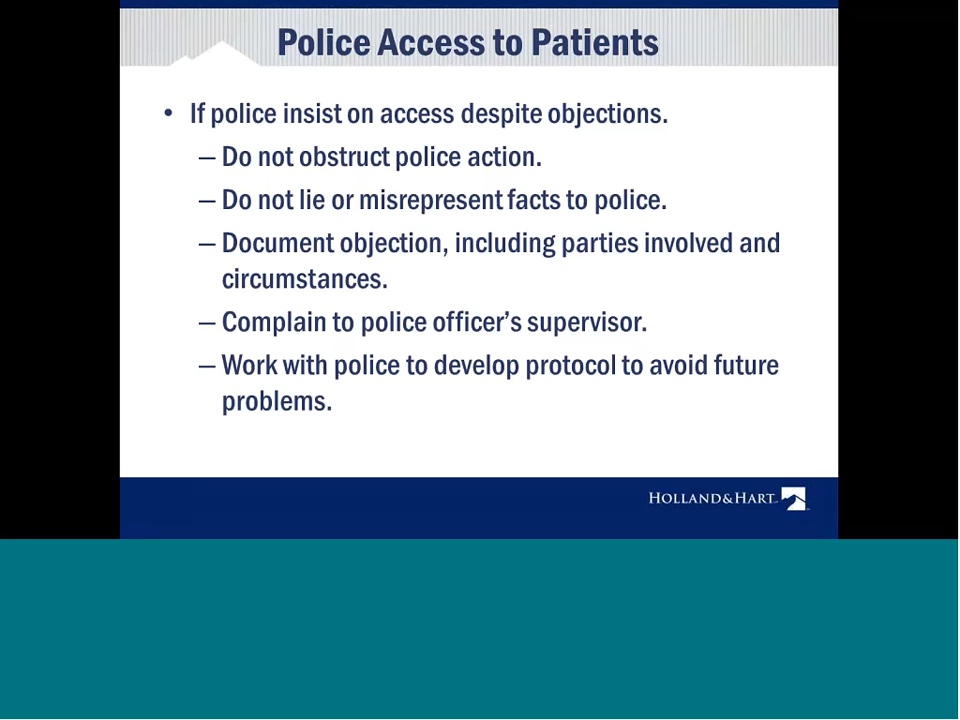 Police Access to Patients
• If police insist on access despite objections.
– Do not obstruct police action.
– Do not lie or misrepresent facts to police.
– Document objection, including parties involved and
circumstances.
– Complain to police officer's supervisor.
– Work with police to develop protocol to avoid future
problems.
HOLLAND&HART